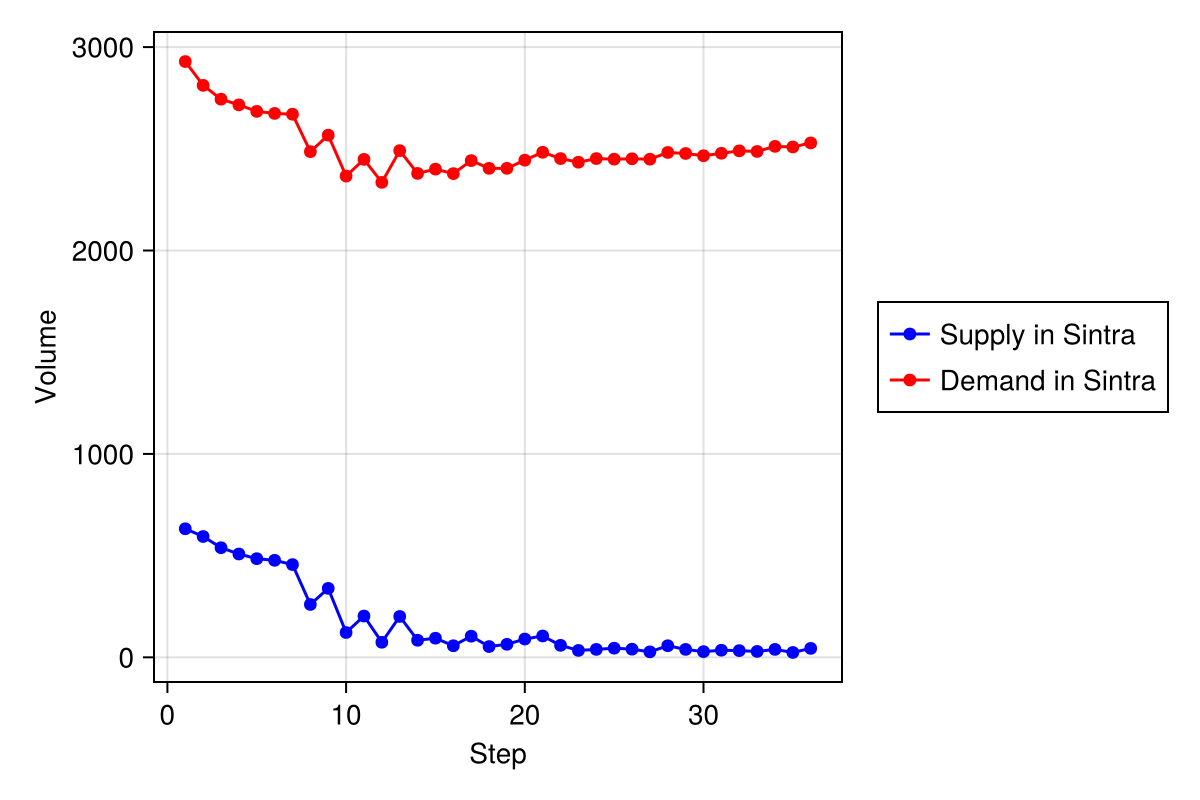 3000
2000
1000
0
Volume
0 10 20 30
Step
Supply in Sintra
Demand in Sintra